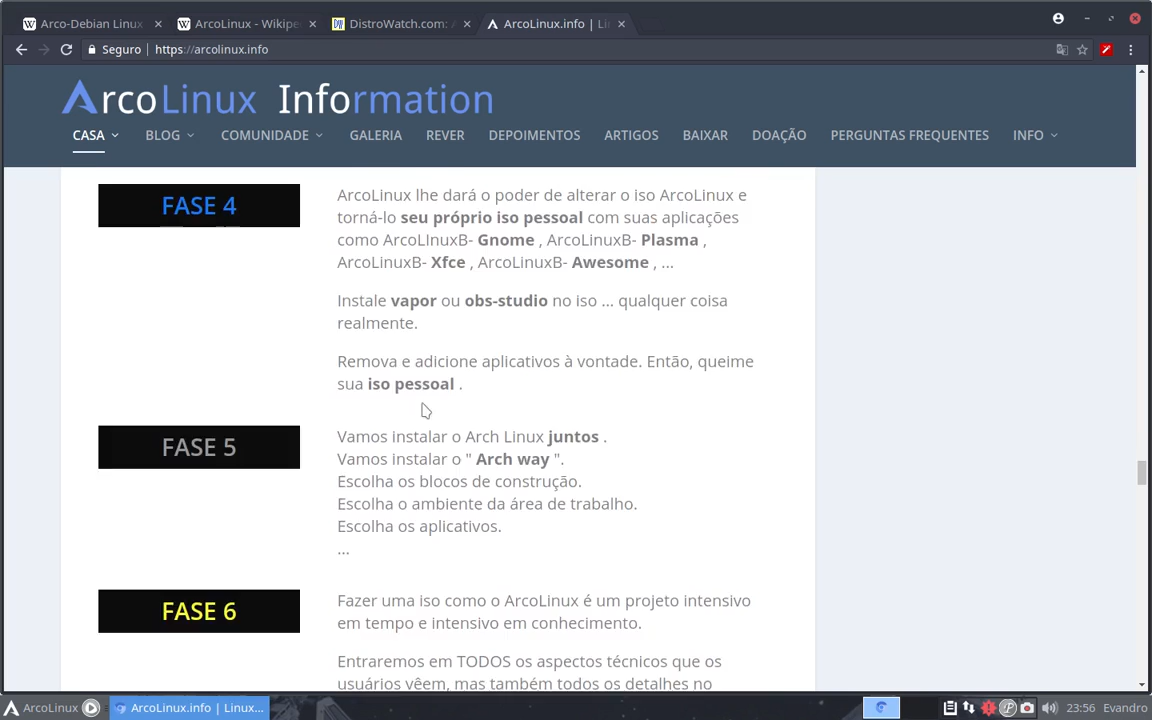 Arco-Debian Linux
ArcoLinux - Wikipe
DistroWatch.com: A
ArcoLinux.info | Li
Seguro
https://arcolinux.info
ArcoLinux Information
CASA
BLOG
COMUNIDADE
GALERIA
REVER
DEPOIMENTOS
ARTIGOS
BAIXAR
DOAÇÃO
PERGUNTAS FREQUENTES
INFO
FASE 4
ArcoLinux lhe dará o poder de alterar o iso ArcoLinux e
torná-lo seu próprio iso pessoal com suas aplicações
como ArcoLInuxB- Gnome , ArcoLinuxB- Plasma ,
ArcoLinuxB- Xfce , ArcoLinuxB- Awesome , ...
Instale vapor ou obs-studio no iso ... qualquer coisa
realmente.
Remova e adicione aplicativos à vontade. Então, queime
sua iso pessoal .
FASE 5
Vamos instalar o Arch Linux juntos .
Vamos instalar o " Arch way ".
Escolha os blocos de construção.
Escolha o ambiente da área de trabalho.
Escolha os aplicativos.
...
FASE 6
Fazer uma iso como o ArcoLinux é um projeto intensivo
em tempo e intensivo em conhecimento.
Entraremos em TODOS os aspectos técnicos que os
usuários vêem, mas também todos os detalhes no
ArcoLinux
ArcoLinux.info | Linux...
23:56
Evandro